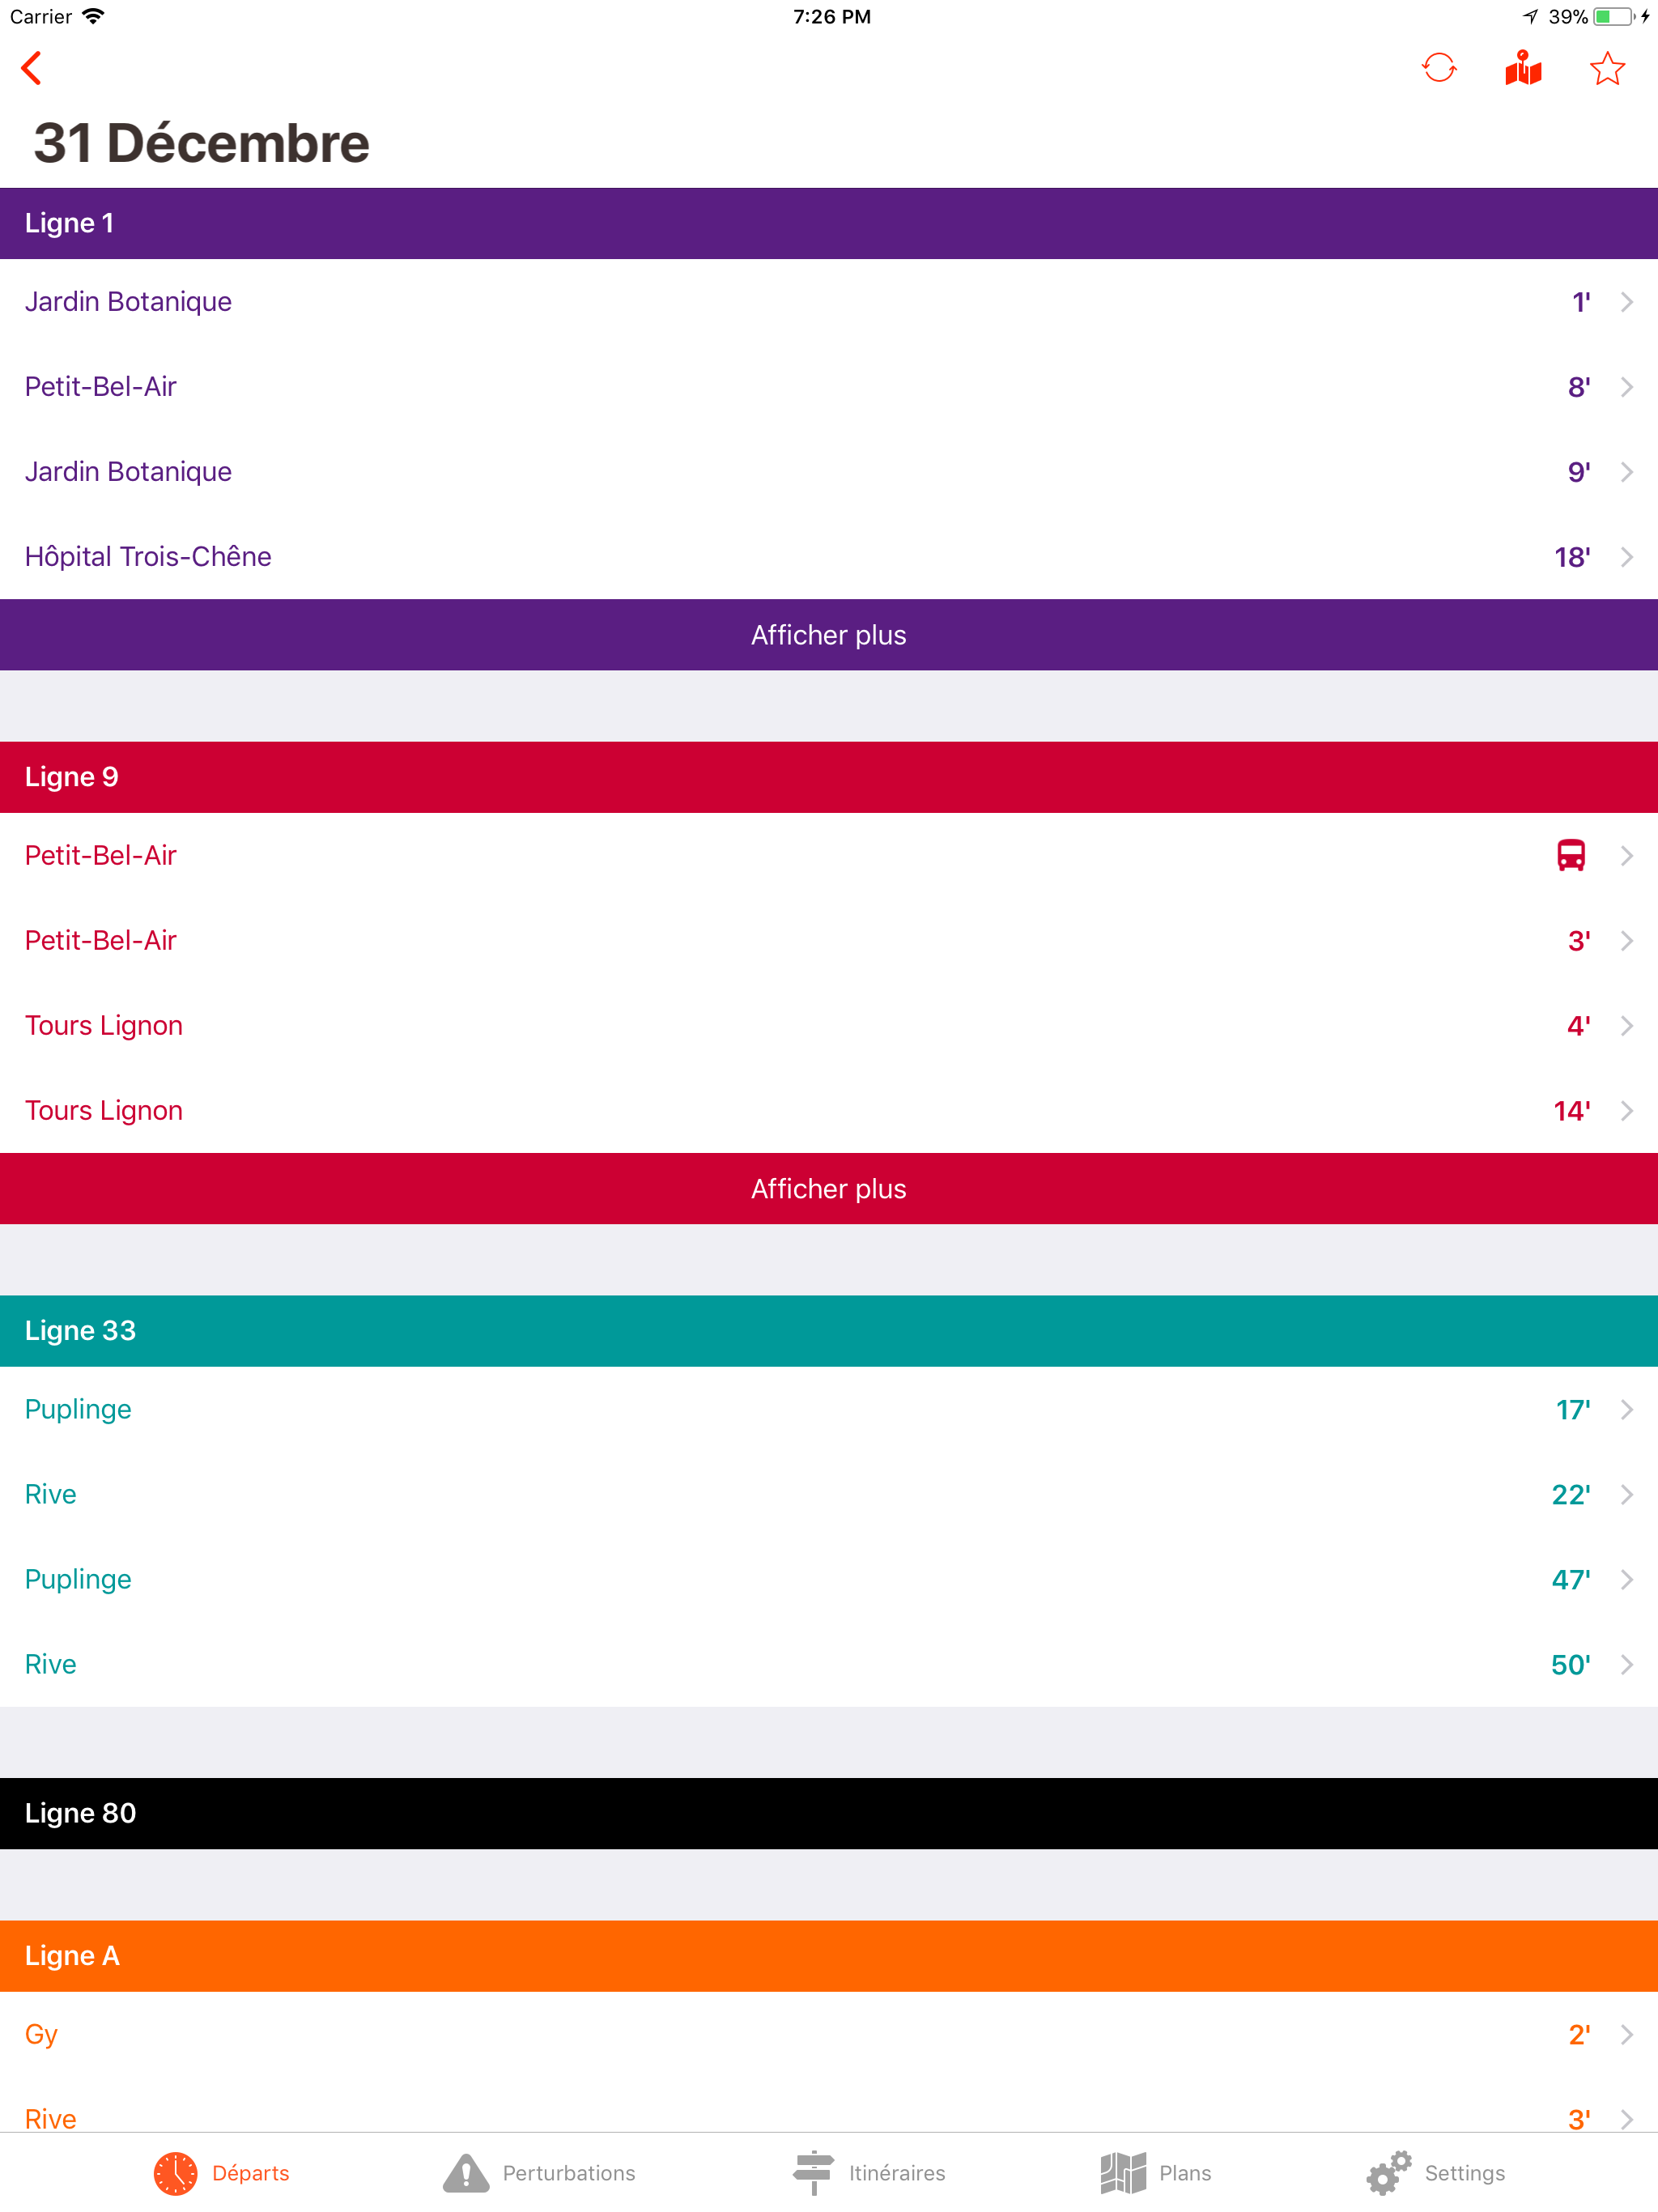 Carrier 7:26 PM 39%
31 Décembre
Ligne 1
Jardin Botanique 1'
Petit-Bel-Air 8'
Jardin Botanique 9'
Hôpital Trois-Chêne 18'
Afficher plus
Ligne 9
Petit-Bel-Air
Petit-Bel-Air 3'
Tours Lignon 4'
Tours Lignon 14'
Afficher plus
Ligne 33
Puplinge 17'
Rive 22'
Puplinge 47'
Rive 50'
Ligne 80
Ligne A
Gy 2'
Rive 3'
Départs Perturbations Itinéraires Plans Settings